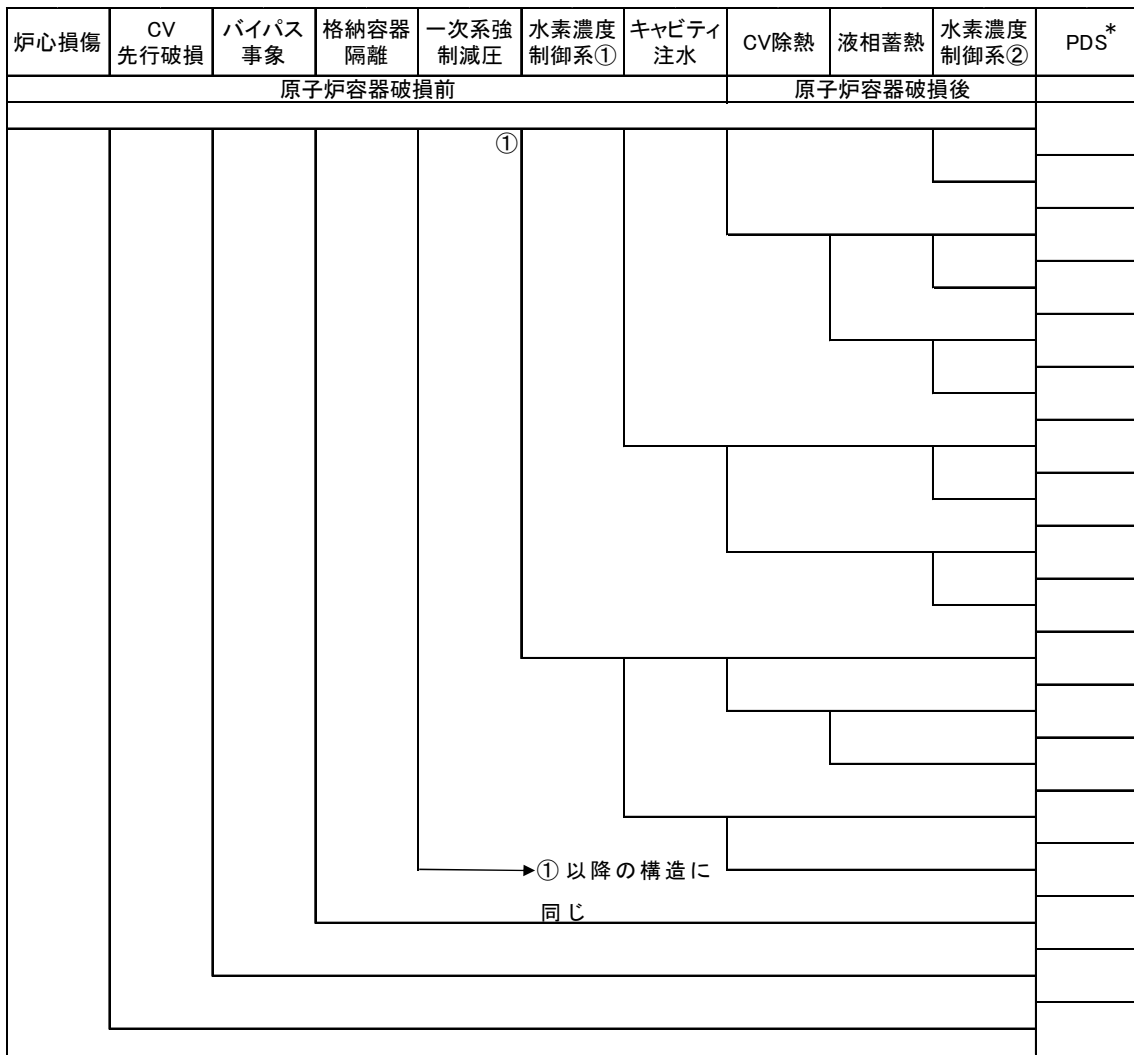 炉心損傷
CV
先行破損
バイパス
事象
格納容器
隔離
一次系強
制減圧
水素濃度
制御系①
キャビティ
注水
CV除熱
液相蓄熱
水素濃度
制御系②
PDS*
原子炉容器破損前
原子炉容器破損後
①
①以降の構造に
同じ